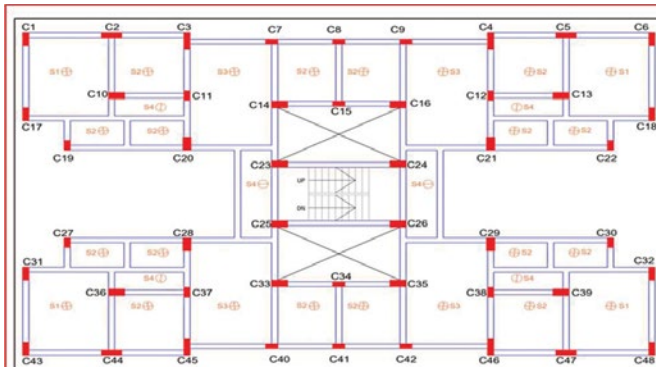 C1 C2 C3 C7 C8 C9 C4 C5 C6
S1 S2 S3 S2 S2 S3 S2 S1
C10 C11 C12 C13
S4 S4
C14 C15 C16
C17 C18
S2 S2 S2 S2
C19 C20 C21 C22
C23 C24
S4 UP S4
DN
C25 C26
C27 C28 C29 C30
S2 S2 S2 S2
C31 C32
S4 C33 C34 C35 S4
C36 C37 C38 C39
S1 S2 S3 S2 S2 S3 S2 S1
C43 C44 C45 C40 C41 C42 C46 C47 C48